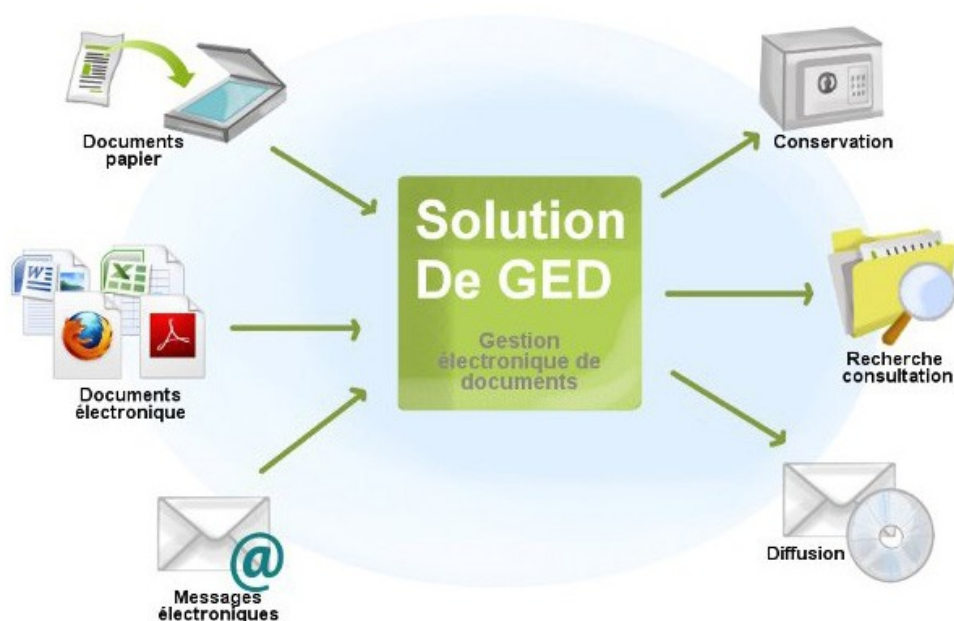 Documents
papier
Conservation
Solution
De GED
Gestion
électronique de
documents
W
X
Documents
électronique
Recherche
consultation
@
Messages
électroniques
Diffusion